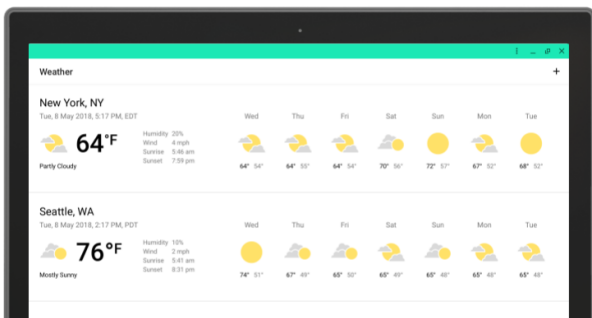 Weather
New York, NY
Tue, 8 May 2018, 5:17 PM, EDT
64°F
Partly Cloudy
Humidity 20%
Wind 4 mph
Sunrise 5:46 am
Sunset 7:59 pm
Wed Thu Fri Sat Sun Mon Tue
64° 54° 64° 55° 64° 54° 70° 56° 72° 57° 67° 52° 68° 52°
Seattle, WA
Tue, 8 May 2018, 2:17 PM, PDT
76°F
Mostly Sunny
Humidity 10%
Wind 2 mph
Sunrise 5:41 am
Sunset 8:31 pm
Wed Thu Fri Sat Sun Mon Tue
74° 51° 67° 49° 65° 50° 65° 49° 65° 48° 65° 48° 65° 48°